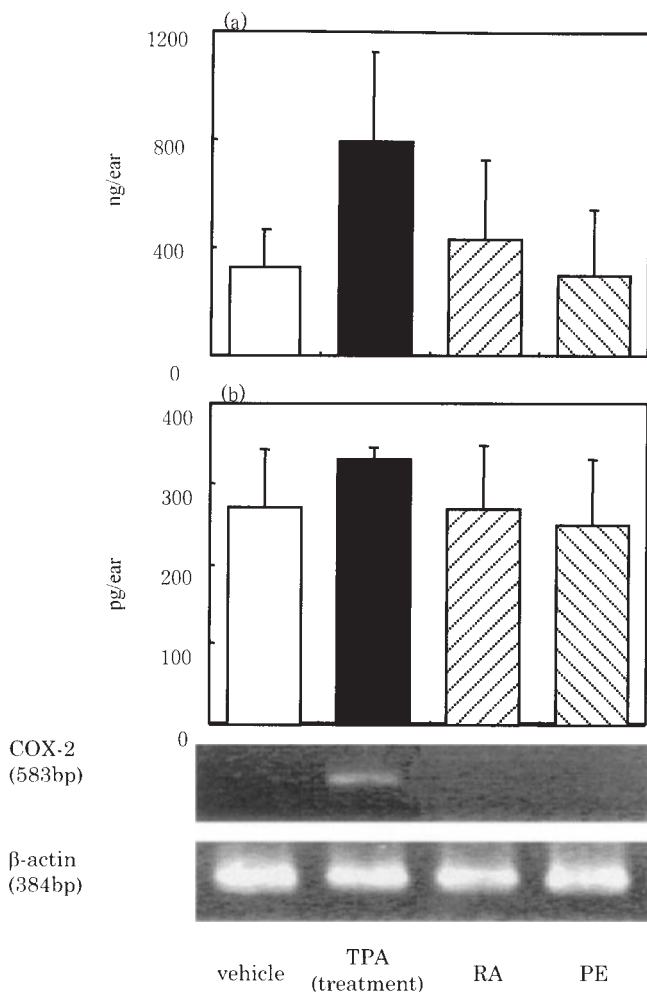 (a)
1200
800
400
0
ng/ear
(b)
400
300
200
100
0
pg/ear
COX-2
(583bp)
β-actin
(384bp)
vehicle
TPA
(treatment)
RA
PE